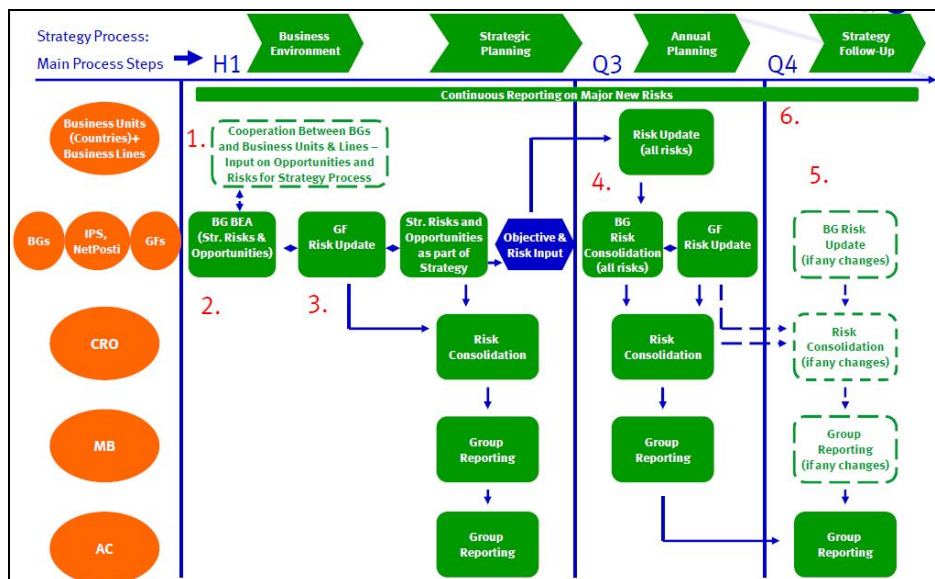 Strategy Process:
Main Process Steps
H1
Business
Environment
Strategic
Planning
Q3
Annual
Planning
Q4
Strategy
Follow-Up
Continuous Reporting on Major New Risks
Business Units
(Countries)+
Business Lines
1.
Cooperation Between BGs
and Business Units & Lines –
Input on Opportunities and
Risks for Strategy Process
Risk Update
(all risks)
6.
4.
5.
BGs
IPS,
NetPosti
GFs
BG BEA
(Str. Risks &
Opportunities)
GF
Risk Update
Str. Risks and
Opportunities
as part of
Strategy
Objective &
Risk Input
BG
Risk
Consolidation
(all risks)
GF
Risk Update
BG Risk
Update
(if any changes)
2.
3.
CRO
Risk
Consolidation
Risk
Consolidation
Risk
Consolidation
(if any changes)
MB
Group
Reporting
Group
Reporting
Group
Reporting
(if any changes)
AC
Group
Reporting
Group
Reporting